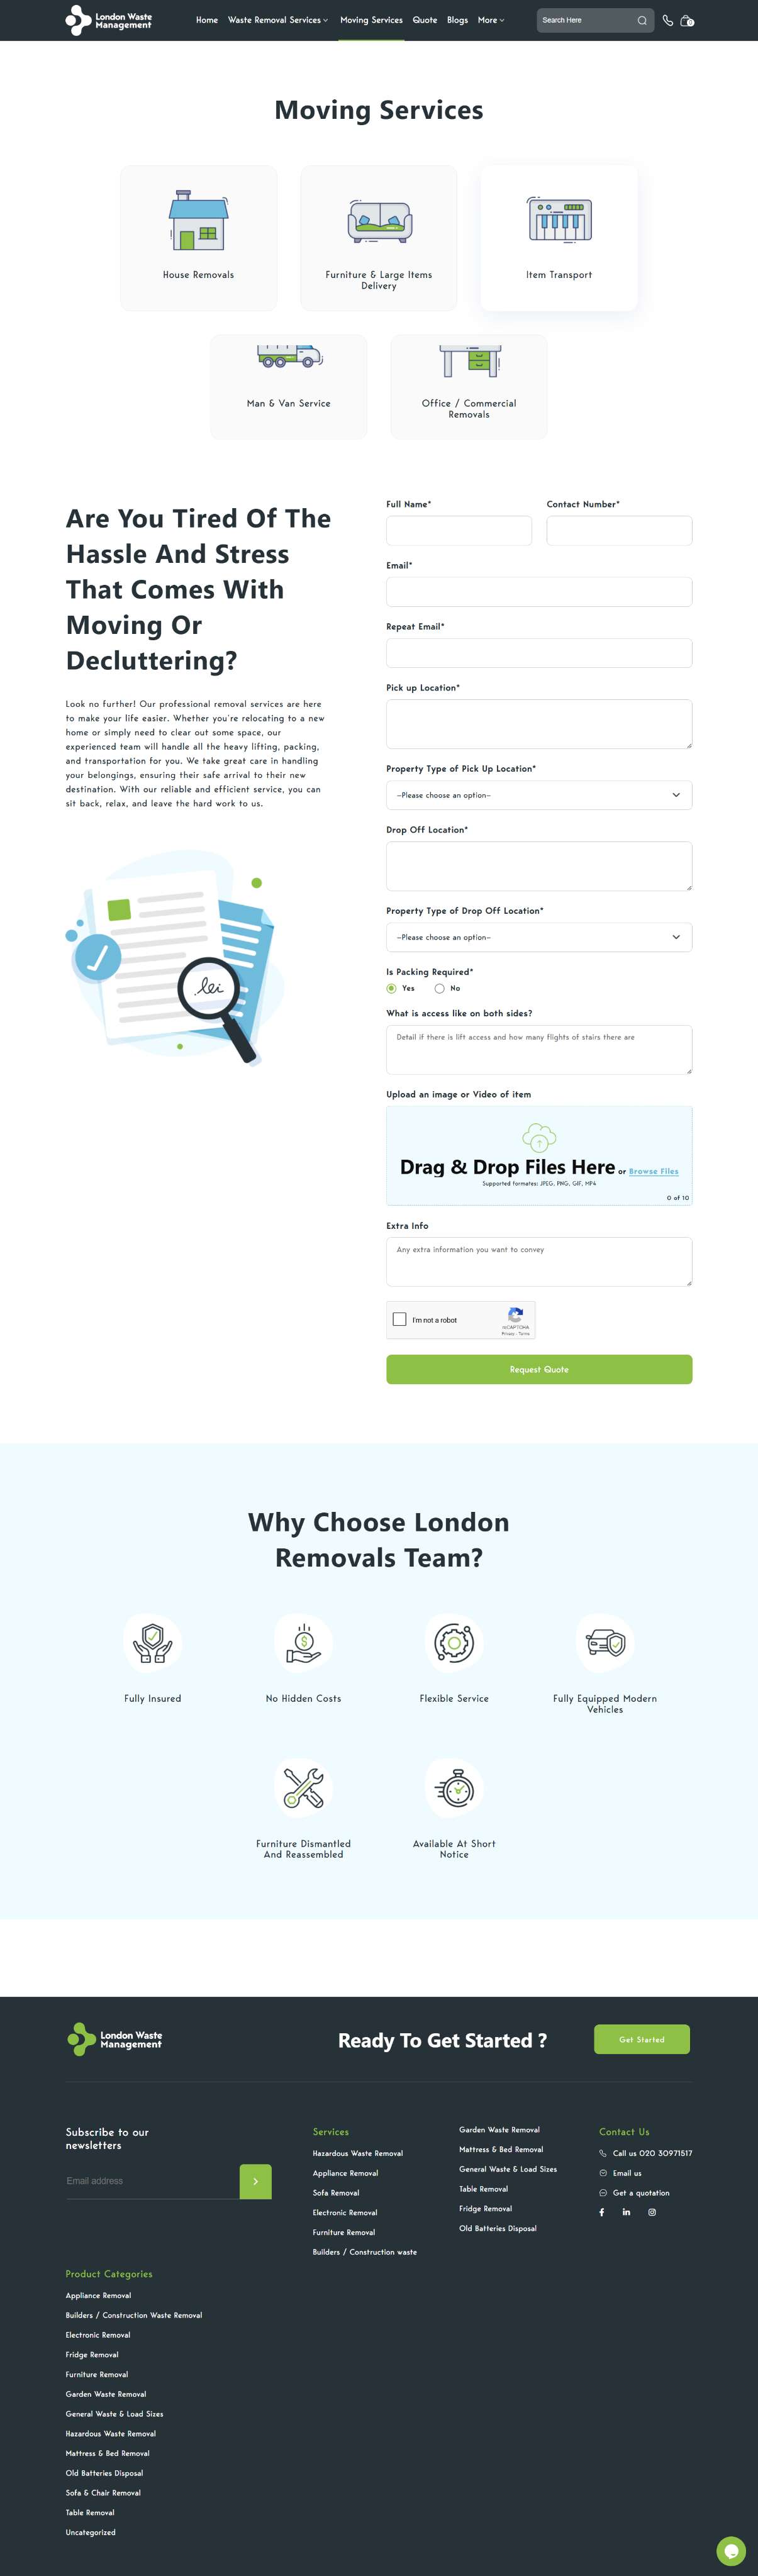 London Waste
Management
Home Waste Removal Services Moving Services Quote Blogs More
Search Here
0
Moving Services
House Removals
Furniture & Large Items
Delivery
Item Transport
Man & Van Service
Office / Commercial
Removals
Are You Tired Of The
Hassle And Stress
That Comes With
Moving Or
Decluttering?
Look no further! Our professional removal services are here
to make your life easier. Whether you're relocating to a new
home or simply need to clear out some space, our
experienced team will handle all the heavy lifting, packing,
and transportation for you. We take great care in handling
your belongings, ensuring their safe arrival to their new
destination. With our reliable and efficient service, you can
sit back, relax, and leave the hard work to us.
lei
Full Name*
Contact Number*
Email*
Repeat Email*
Pick up Location*
Property Type of Pick Up Location*
—Please choose an option—
Drop Off Location*
Property Type of Drop Off Location*
—Please choose an option—
Is Packing Required*
Yes No
What is access like on both sides?
Detail if there is lift access and how many flights of stairs there are
Upload an image or Video of item
Drag & Drop Files Here or Browse Files
Supported formates: JPEG, PNG, GIF, MP4
0 of 10
Extra Info
Any extra information you want to convey
I'm not a robot
reCAPTCHA
Privacy - Terms
Request Quote
Why Choose London
Removals Team?
Fully Insured
No Hidden Costs
Flexible Service
Fully Equipped Modern
Vehicles
Furniture Dismantled
And Reassembled
Available At Short
Notice
London Waste
Management
Ready To Get Started ?
Get Started
Subscribe to our
newsletters
Email address
Services
Hazardous Waste Removal
Appliance Removal
Sofa Removal
Electronic Removal
Furniture Removal
Builders / Construction waste
Garden Waste Removal
Mattress & Bed Removal
General Waste & Load Sizes
Table Removal
Fridge Removal
Old Batteries Disposal
Contact Us
Call us 020 30971517
Email us
Get a quotation
Product Categories
Appliance Removal
Builders / Construction Waste Removal
Electronic Removal
Fridge Removal
Furniture Removal
Garden Waste Removal
General Waste & Load Sizes
Hazardous Waste Removal
Mattress & Bed Removal
Old Batteries Disposal
Sofa & Chair Removal
Table Removal
Uncategorized